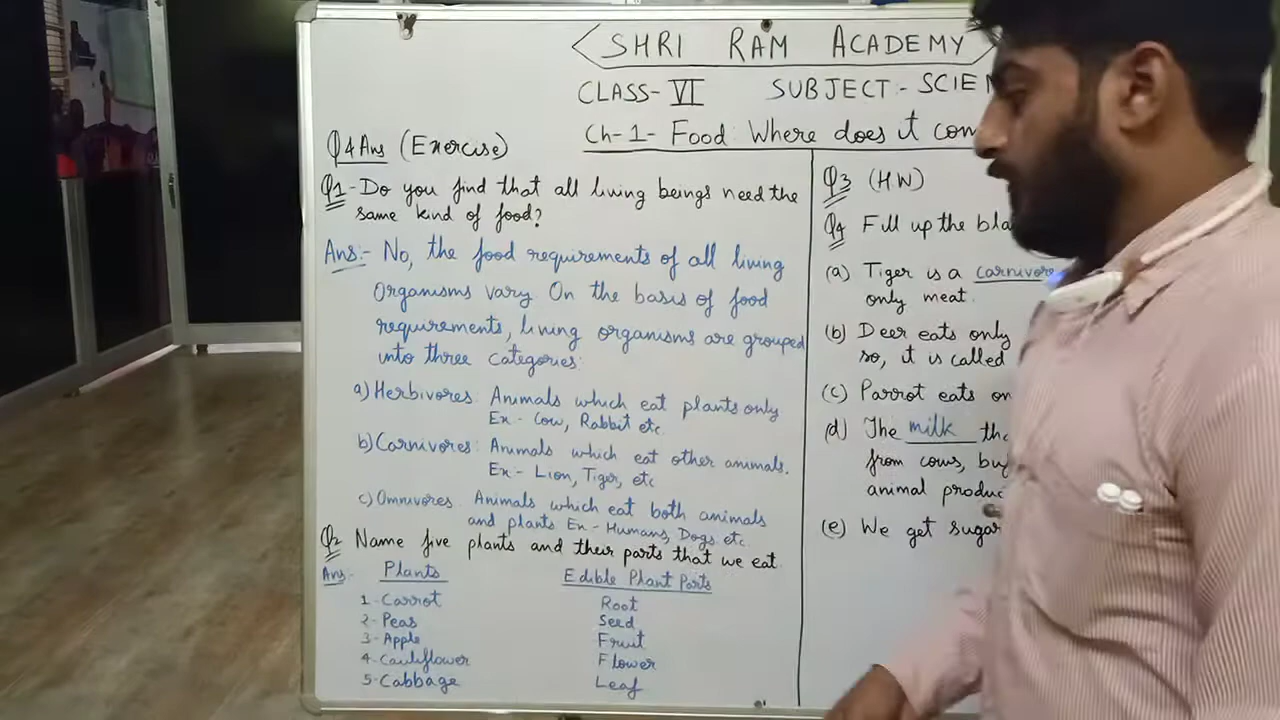 SHRI RAM ACADEMY
CLASS-VI SUBJECT:- SCIEN
Ch-1- Food: Where does it com
Q4 Ans (Exercise)
Q1- Do you find that all living beings need the
same kind of food?
Ans:- No, the food requirements of all living
Organisms vary. On the basis of food
requirements, living organisms are grouped
into three categories:
a) Herbivores: Animals which eat plants only
Ex- Cow, Rabbit etc.
b) Carnivores: Animals which eat other animals.
Ex- Lion, Tiger, etc
c) Omnivores: Animals which eat both animals
and plants Ex- Humans, Dogs etc.
Q2 Name five plants and their parts that we eat.
Ans:- Plants Edible Plant Parts
1- Carrot Root
2- Peas Seed
3- Apple Fruit
4- Cauliflower Flower
5- Cabbage Leaf
Q3 (H.W)
Q4 Fill up the bla
(a) Tiger is a carnivore
only meat.
(b) Deer eats only
so, it is called
(c) Parrot eats on
(d) The milk tha
from cows, buf
animal produc
(e) We get sugar